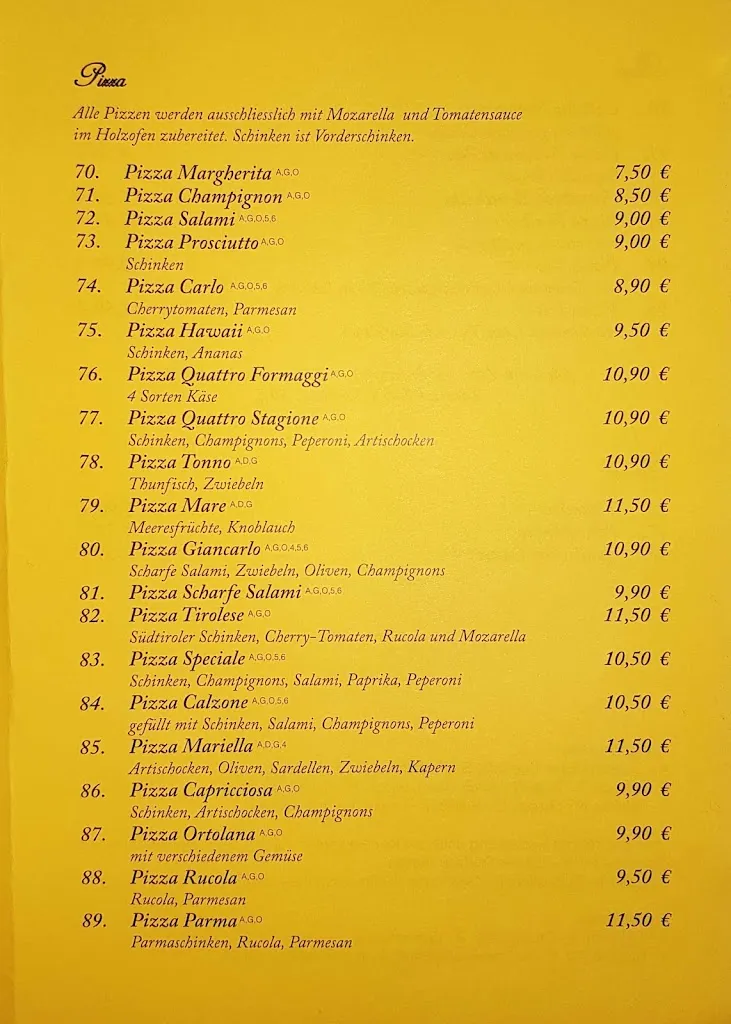 Pizza
Alle Pizzen werden ausschliesslich mit Mozarella und Tomatensauce
im Holzofen zubereitet. Schinken ist Vorderschinken.
70. Pizza Margherita A,G,O 7,50 €
71. Pizza Champignon A,G,O 8,50 €
72. Pizza Salami A,G,O,5,6 9,00 €
73. Pizza Prosciutto A,G,O 9,00 €
Schinken
74. Pizza Carlo A,G,O,5,6 8,90 €
Cherrytomaten, Parmesan
75. Pizza Hawaii A,G,O 9,50 €
Schinken, Ananas
76. Pizza Quattro Formaggi A,G,O 10,90 €
4 Sorten Käse
77. Pizza Quattro Stagione A,G,O 10,90 €
Schinken, Champignons, Peperoni, Artischocken
78. Pizza Tonno A,D,G 10,90 €
Thunfisch, Zwiebeln
79. Pizza Mare A,D,G 11,50 €
Meeresfrüchte, Knoblauch
80. Pizza Giancarlo A,G,O,4,5,6 10,90 €
Scharfe Salami, Zwiebeln, Oliven, Champignons
81. Pizza Scharfe Salami A,G,O,5,6 9,90 €
82. Pizza Tirolese A,G,O 11,50 €
Südtiroler Schinken, Cherry-Tomaten, Rucola und Mozarella
83. Pizza Speciale A,G,O,5,6 10,50 €
Schinken, Champignons, Salami, Paprika, Peperoni
84. Pizza Calzone A,G,O,5,6 10,50 €
gefüllt mit Schinken, Salami, Champignons, Peperoni
85. Pizza Mariella A,D,G,4 11,50 €
Artischocken, Oliven, Sardellen, Zwiebeln, Kapern
86. Pizza Capricciosa A,G,O 9,90 €
Schinken, Artischocken, Champignons
87. Pizza Ortolana A,G,O 9,90 €
mit verschiedenem Gemüse
88. Pizza Rucola A,G,O 9,50 €
Rucola, Parmesan
89. Pizza Parma A,G,O 11,50 €
Parmaschinken, Rucola, Parmesan